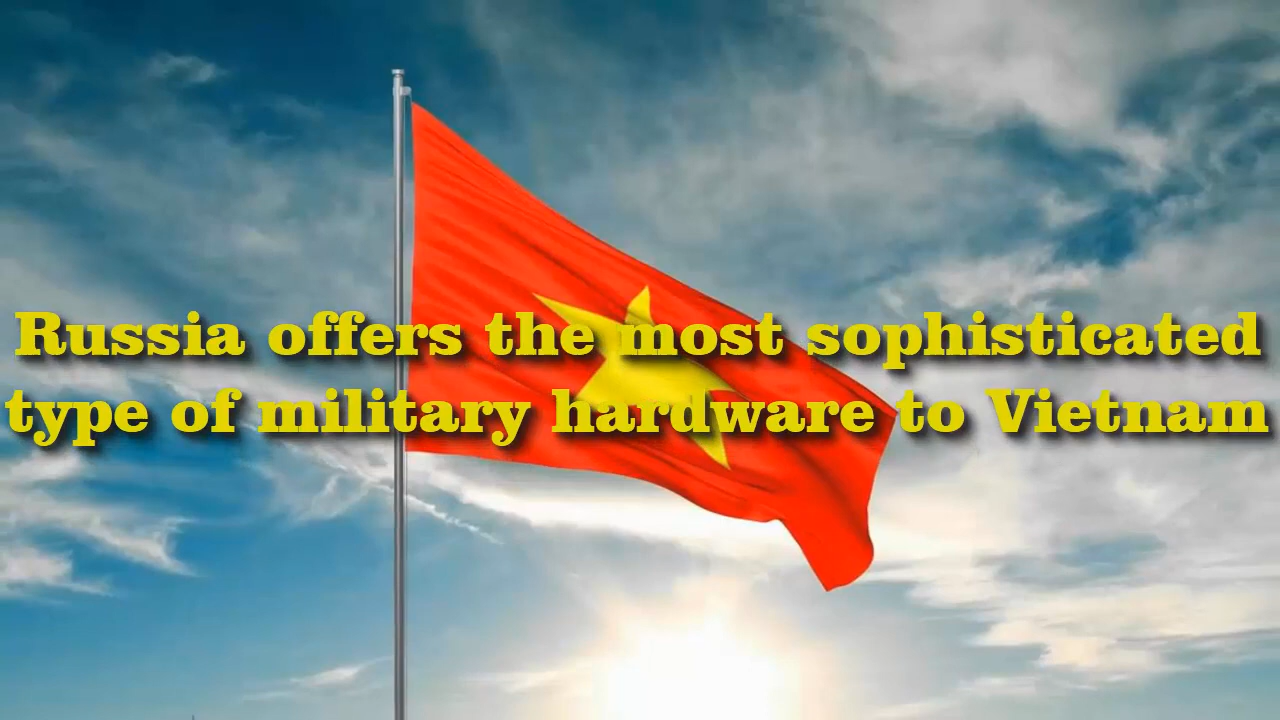 Russia offers the most sophisticated
type of military hardware to Vietnam